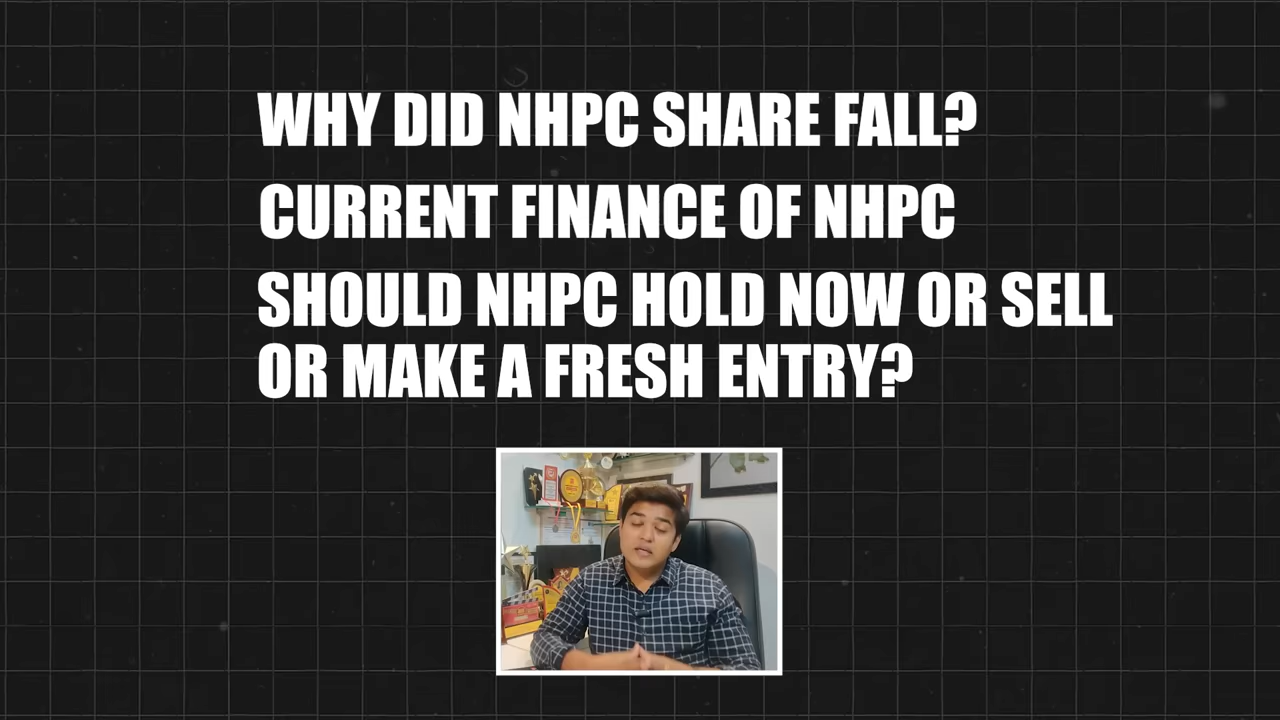 WHY DID NHPC SHARE FALL?
CURRENT FINANCE OF NHPC
SHOULD NHPC HOLD NOW OR SELL
OR MAKE A FRESH ENTRY?